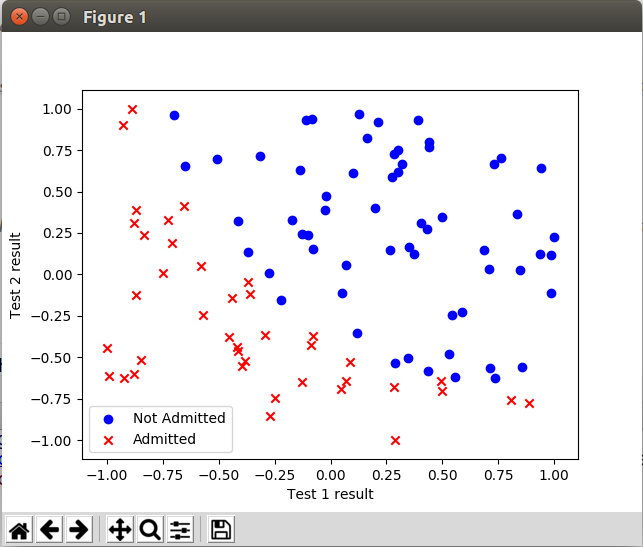 Figure 1
1.00
0.75
0.50
0.25
0.00
−0.25
−0.50
−0.75
−1.00
Test 2 result
Not Admitted
Admitted
−1.00 −0.75 −0.50 −0.25 0.00 0.25 0.50 0.75 1.00
Test 1 result